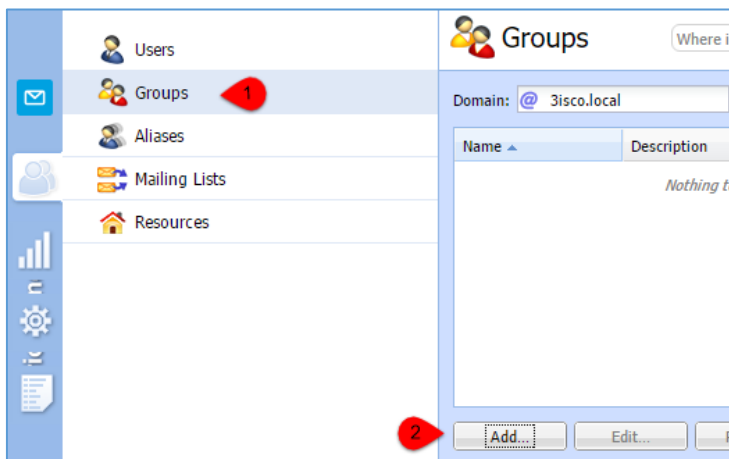 Users
Groups
1
Aliases
Mailing Lists
Resources
Groups
Where i
Domain: @ 3isco.local
Name Description
Nothing t
2
Add... Edit...